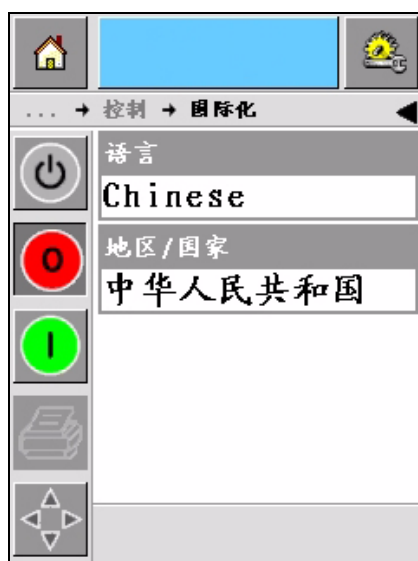 ... → 控制 → 国际化
语言
Chinese
地区/国家
中华人民共和国
O
I